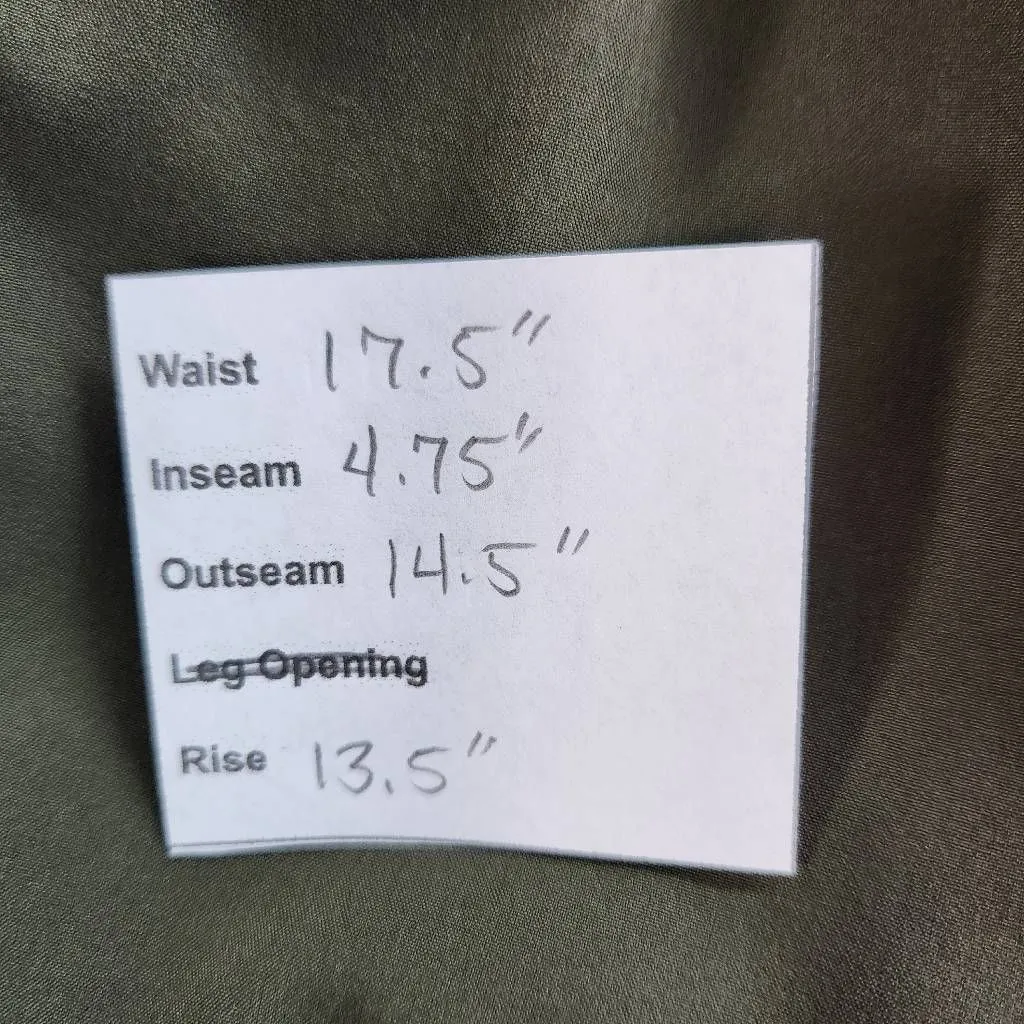 Waist 17.5"
Inseam 4.75"
Outseam 14.5"
Leg Opening
Rise 13.5"